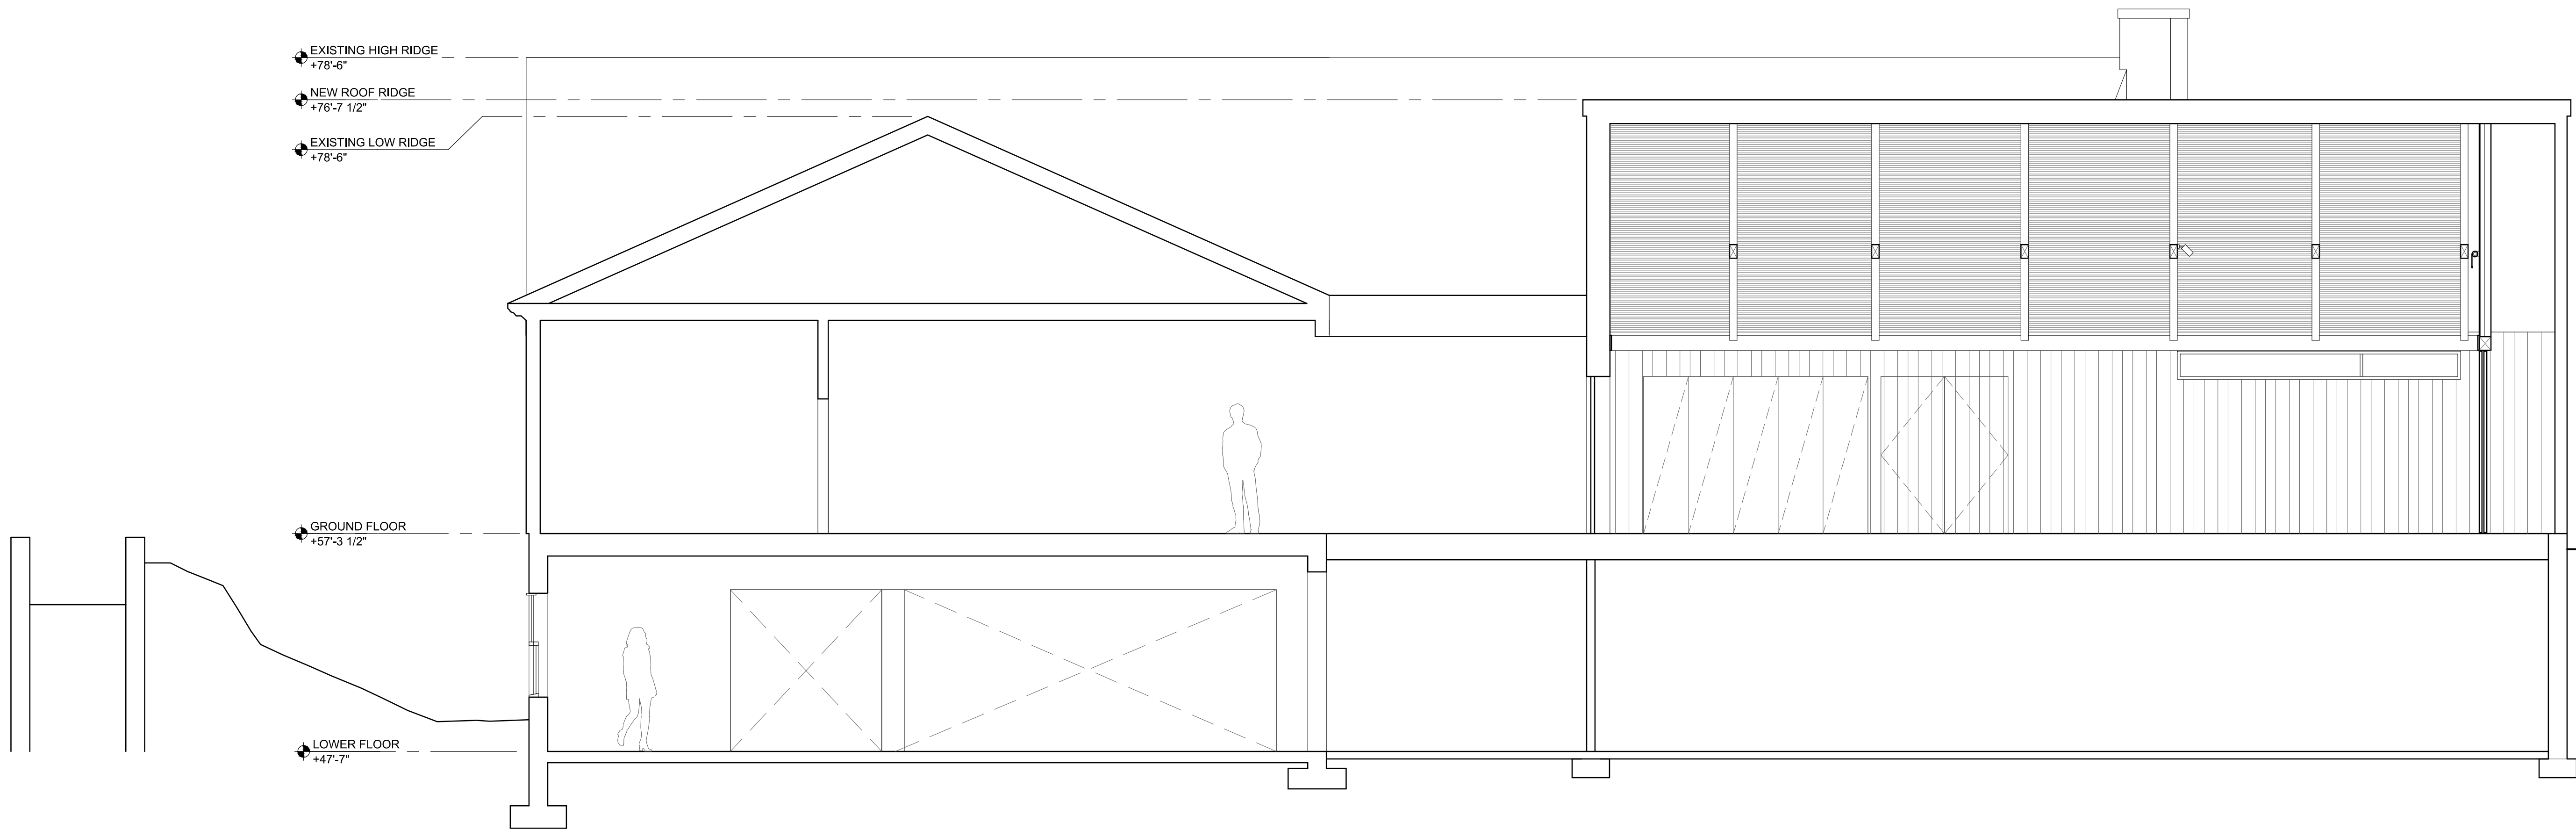 EXISTING HIGH RIDGE
+78'-6"
NEW ROOF RIDGE
+76'-7 1/2"
EXISTING LOW RIDGE
+78'-6"
GROUND FLOOR
+57'-3 1/2"
LOWER FLOOR
+47'-7"